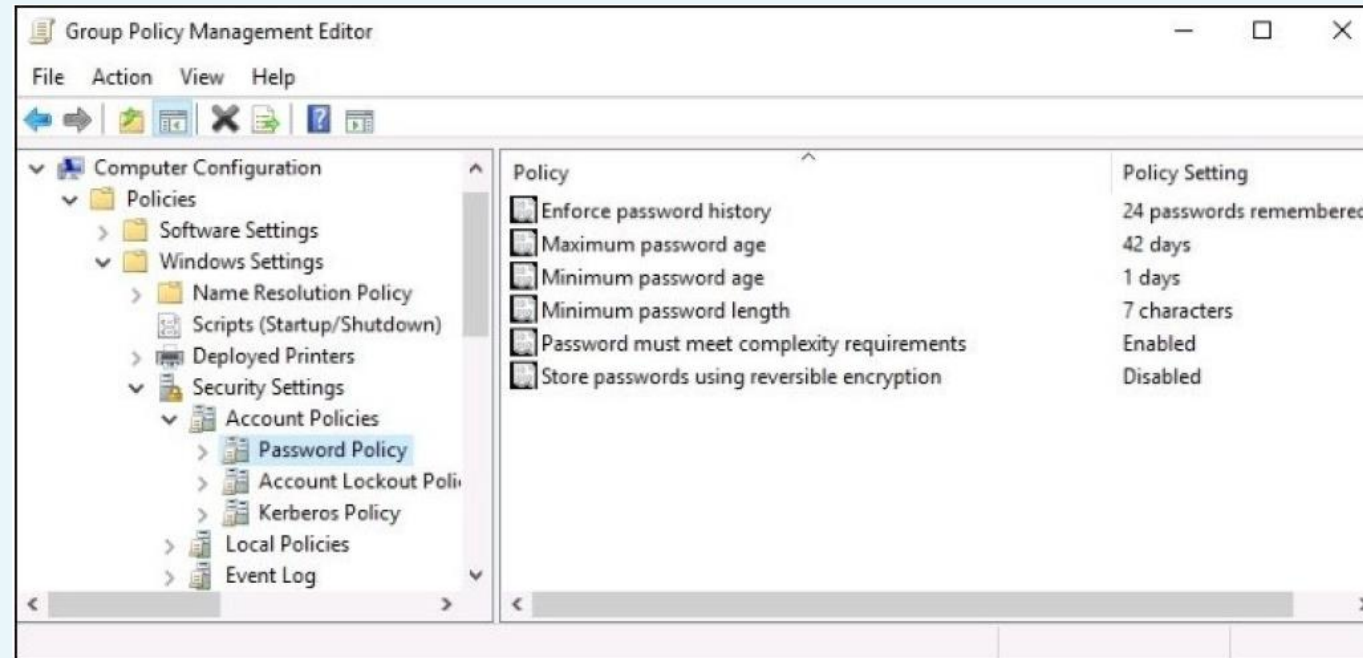 Group Policy Management Editor
File Action View Help
Computer Configuration
Policies
Software Settings
Windows Settings
Name Resolution Policy
Scripts (Startup/Shutdown)
Deployed Printers
Security Settings
Account Policies
Password Policy
Account Lockout Poli
Kerberos Policy
Local Policies
Event Log
Policy Policy Setting
Enforce password history 24 passwords remembered
Maximum password age 42 days
Minimum password age 1 days
Minimum password length 7 characters
Password must meet complexity requirements Enabled
Store passwords using reversible encryption Disabled